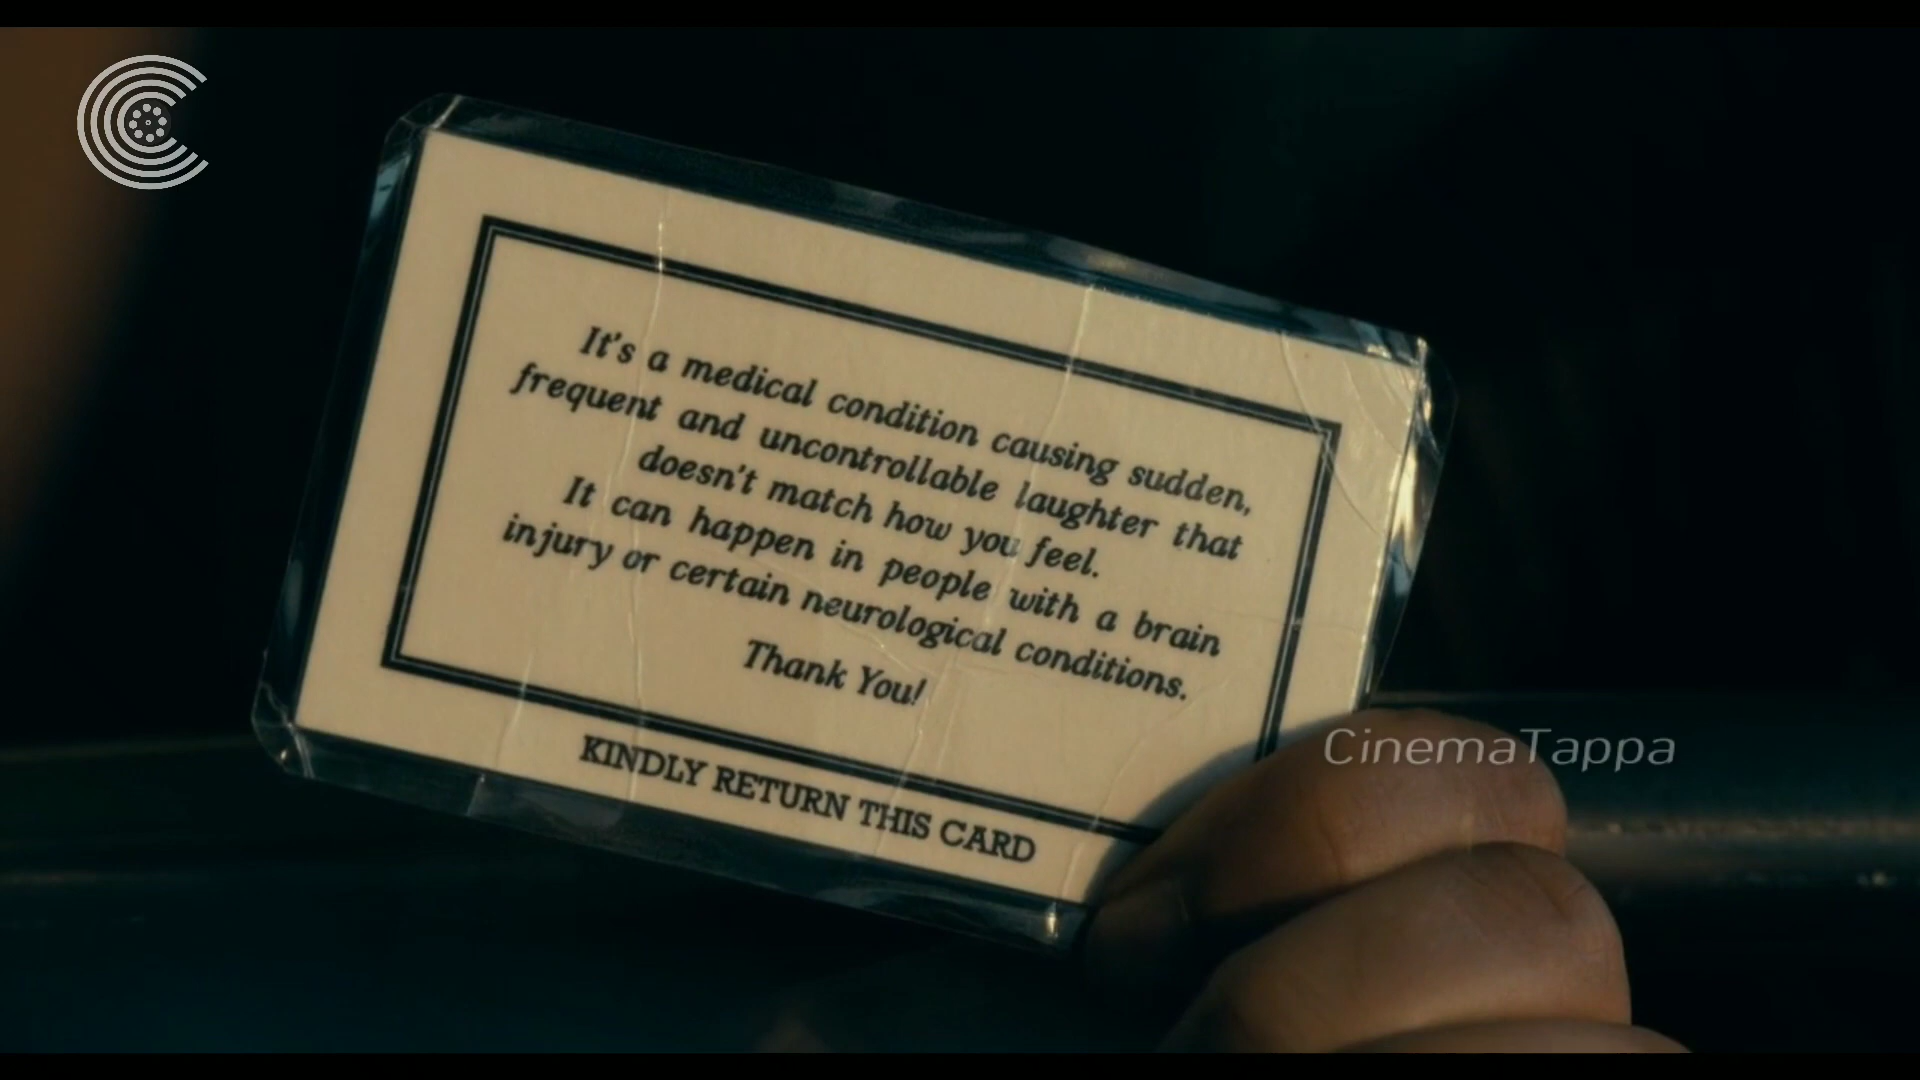 It's a medical condition causing sudden,
frequent and uncontrollable laughter that
doesn't match how you feel.
It can happen in people with a brain
injury or certain neurological conditions.
Thank You!
KINDLY RETURN THIS CARD
CinemaTappa